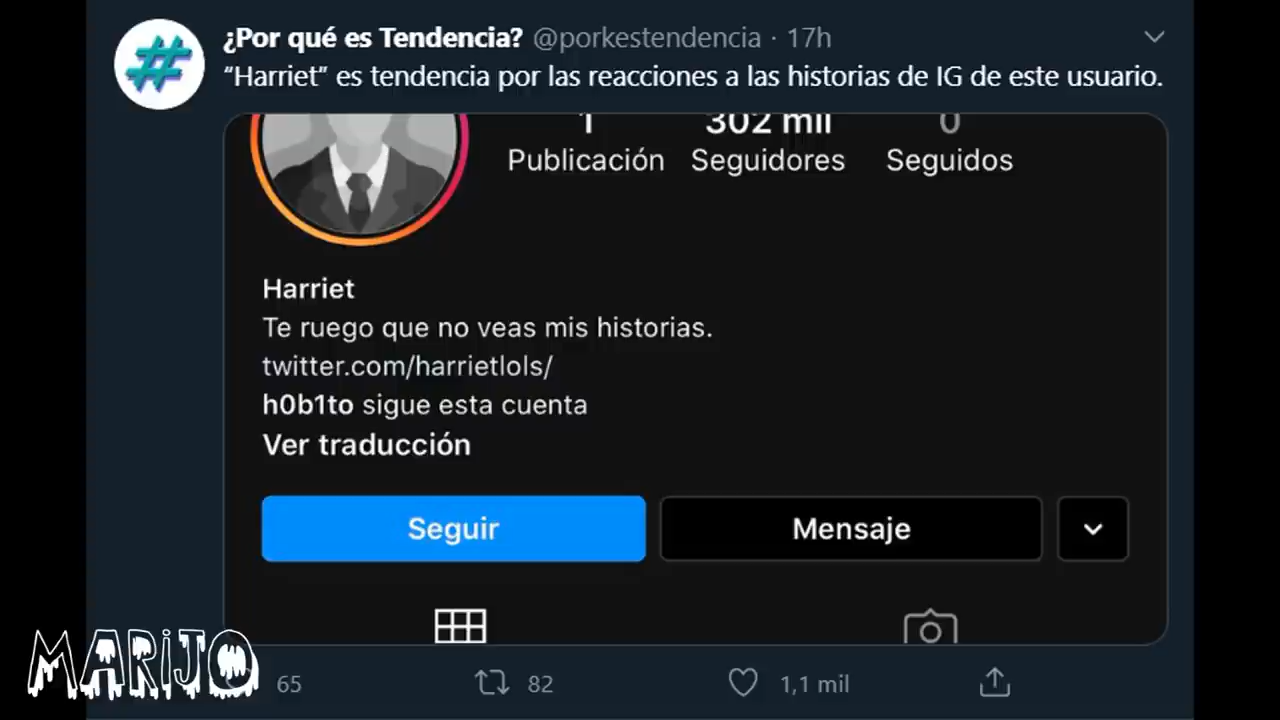 ¿Por qué es Tendencia? @porkestendencia · 17h
“Harriet” es tendencia por las reacciones a las historias de IG de este usuario.
1 302 mil 0
Publicación Seguidores Seguidos
Harriet
Te ruego que no veas mis historias.
twitter.com/harrietlols/
h0b1to sigue esta cuenta
Ver traducción
Seguir Mensaje
MARiJO
65 82 1,1 mil